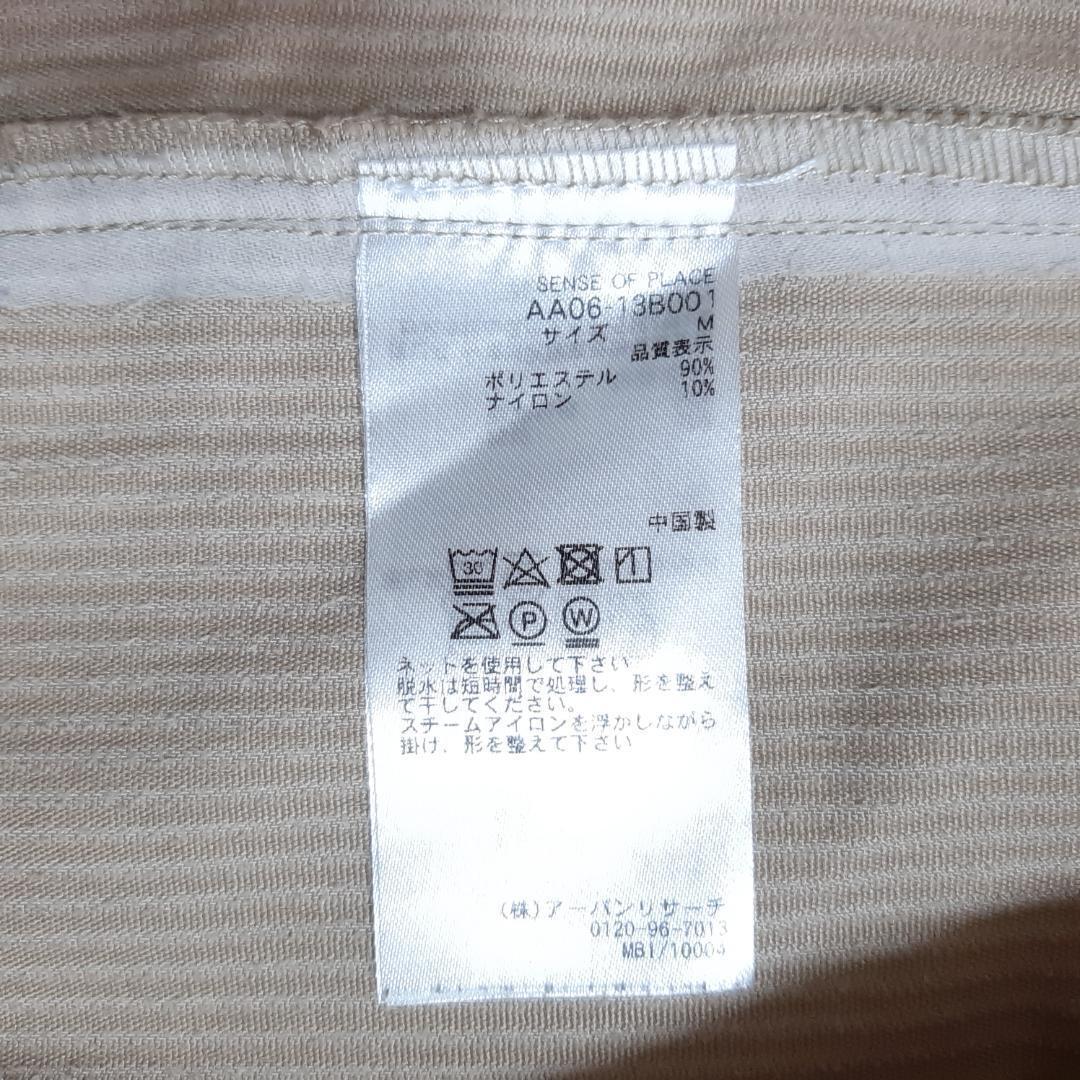 SENSE OF PLACE
AA06-13B001
サイズ M
品質表示
ポリエステル 90%
ナイロン 10%
中国製
30
P W
ネットを使用して下さい
脱水は短時間で処理し、形を整え
て干してください。
スチームアイロンを浮かしながら
掛け、形を整えて下さい
(株)アーバンリサーチ
0120-96-7013
MBI/10004